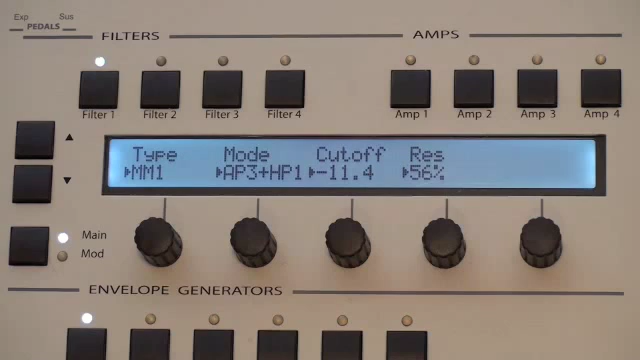 Exp Sus
PEDALS
FILTERS AMPS
Filter 1 Filter 2 Filter 3 Filter 4 Amp 1 Amp 2 Amp 3 Amp 4
Type Mode Cutoff Res
MM1 AP3+HP1 -11.4 56%
Main
Mod
ENVELOPE GENERATORS